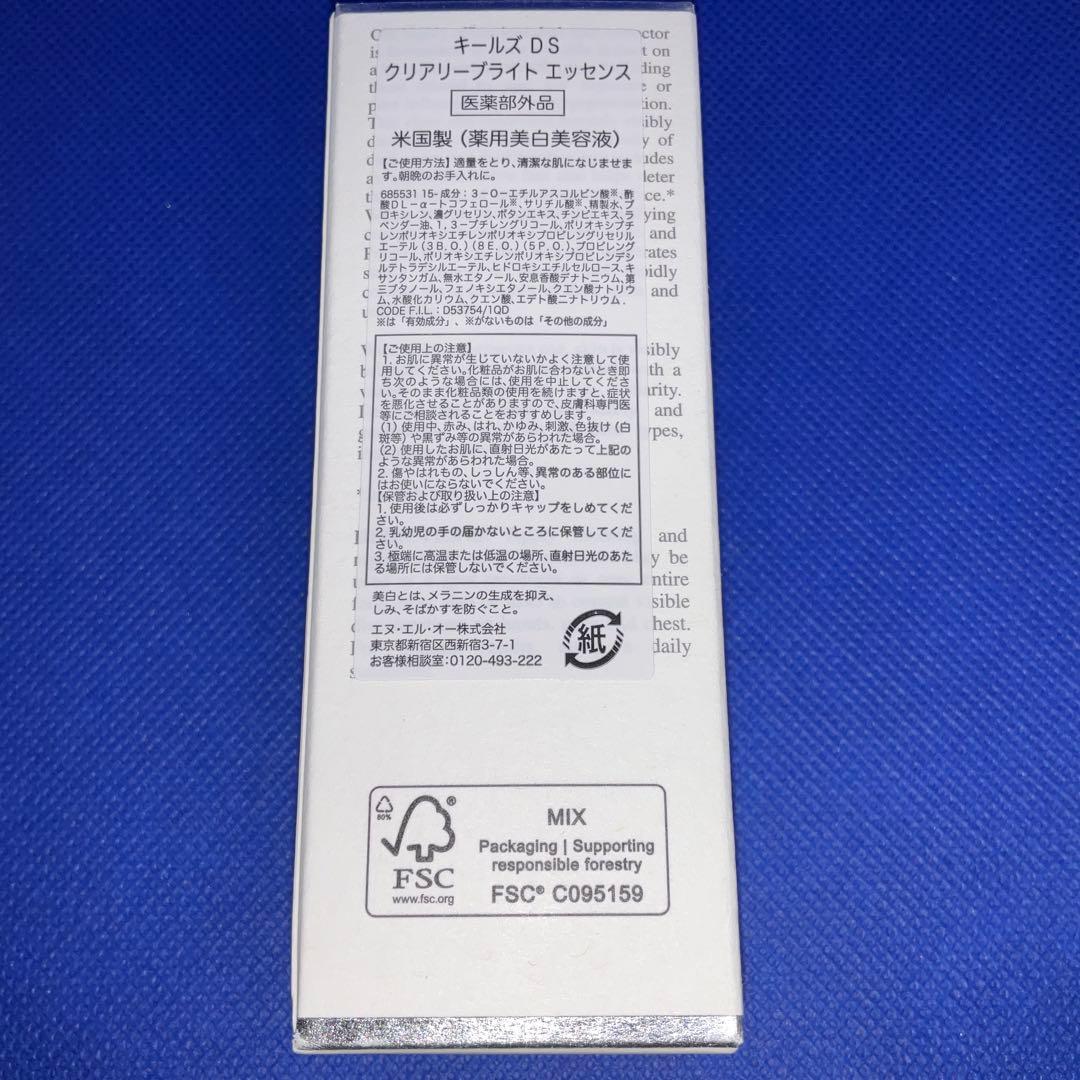 キールズ DS
クリアリーブライト エッセンス
医薬部外品
米国製（薬用美白美容液）
【ご使用方法】適量をとり、清潔な肌になじませま
す。朝晩のお手入れに。
685531 15- 成分：3－O－エチルアスコルビン酸※、酢
酸DL－α－トコフェロール※、サリチル酸※、精製水、プ
ロキシレン、濃グリセリン、ボタンエキス、チンピエキス、ラ
ベンダー油、1，3－ブチレングリコール、ポリオキシブチ
レンポリオキシエチレンポリオキシプロピレングリセリル
エーテル（3B．O．）（8E．O．）（5P．O．）、プロピレング
リコール、ポリオキシエチレンポリオキシプロピレンデシ
ルテトラデシルエーテル、ヒドロキシエチルセルロース、キ
サンタンガム、無水エタノール、安息香酸デナトニウム、第
三ブタノール、フェノキシエタノール、クエン酸ナトリウ
ム、水酸化カリウム、クエン酸、エデト酸ニナトリウム．
CODE F.I.L.：D53754/1QD
※は「有効成分」、※がないものは「その他の成分」
【ご使用上の注意】
1．お肌に異常が生じていないかよく注意して使
用してください。化粧品がお肌に合わないとき即
ち次のような場合には、使用を中止してくださ
い。そのまま化粧品類の使用を続けますと、症状
を悪化させることがありますので、皮膚科専門医
等にご相談されることをおすすめします。
（1）使用中、赤み、はれ、かゆみ、刺激、色抜け（白
斑等）や黒ずみ等の異常があらわれた場合。
（2）使用したお肌に、直射日光があたって上記の
ような異常があらわれた場合。
2．傷やはれもの、しっしん等、異常のある部位に
はお使いにならないでください。
【保管および取り扱い上の注意】
1．使用後は必ずしっかりキャップをしめてくだ
さい。
2．乳幼児の手の届かないところに保管してくだ
さい。
3．極端に高温または低温の場所、直射日光のあた
る場所には保管しないでください。
美白とは、メラニンの生成を抑え、
しみ、そばかすを防ぐこと。
エヌ・エル・オー株式会社
東京都新宿区西新宿3-7-1
お客様相談室：0120-493-222
紙
80%
FSC®
www.fsc.org
MIX
Packaging | Supporting
responsible forestry
FSC® C095159